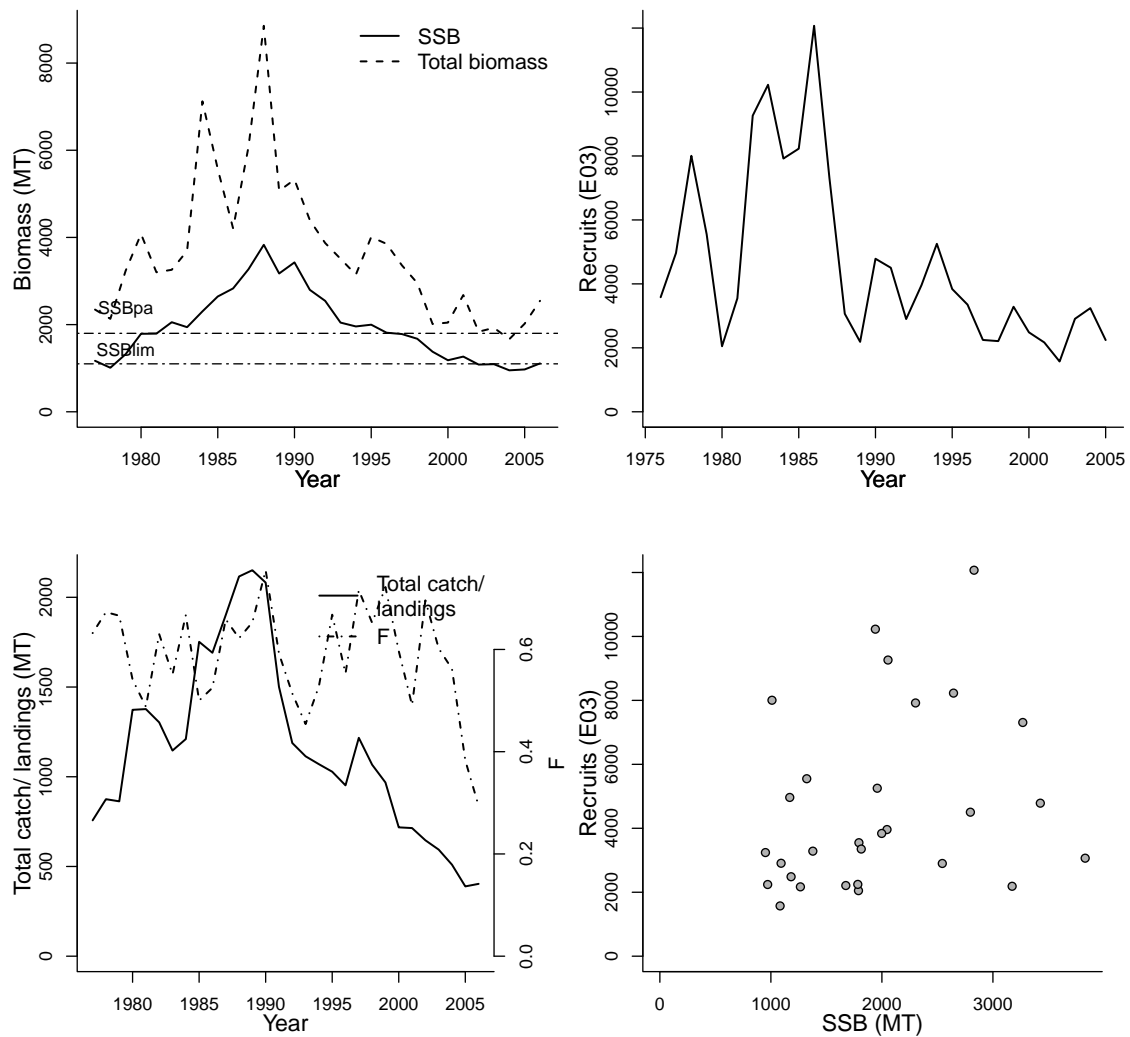 SSB
Total biomass
8000
6000
4000
2000
0
Biomass (MT)
SSBpa
SSBlim
1980 1985 1990 1995 2000 2005
Year
10000
8000
6000
4000
2000
0
Recruits (E03)
1975 1980 1985 1990 1995 2000 2005
Year
Total catch/
landings
F
2000
1500
1000
500
0
Total catch/ landings (MT)
0.6
0.4
0.2
0.0
F
1980 1985 1990 1995 2000 2005
Year
10000
8000
6000
4000
2000
0
Recruits (E03)
0 1000 2000 3000
SSB (MT)